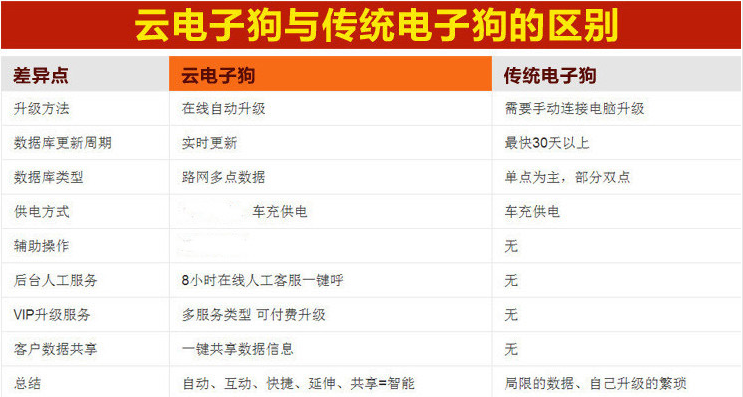 云电子狗与传统电子狗的区别
差异点 云电子狗 传统电子狗
升级方法 在线自动升级 需要手动连接电脑升级
数据库更新周期 实时更新 最快30天以上
数据库类型 路网多点数据 单点为主，部分双点
供电方式 车充供电 车充供电
辅助操作 无
后台人工服务 8小时在线人工客服一键呼 无
VIP升级服务 多服务类型 可付费升级 无
客户数据共享 一键共享数据信息 无
总结 自动、互动、快捷、延伸、共享=智能 局限的数据、自己升级的繁琐